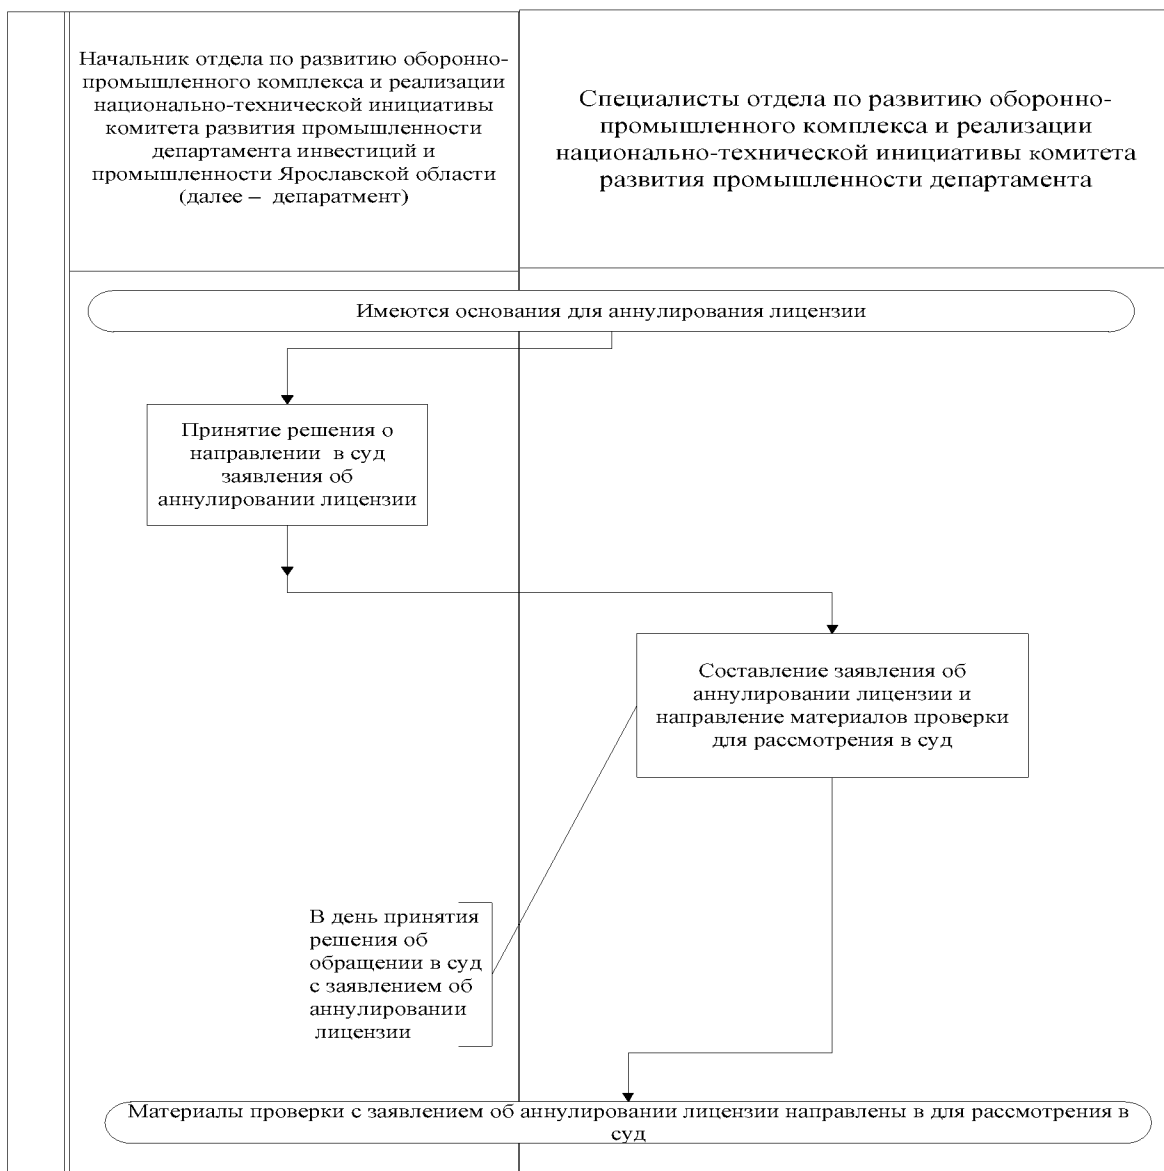 Начальник отдела по развитию оборонно-
промышленного комплекса и реализации
национально-технической инициативы
комитета развития промышленности
департамента инвестиций и
промышленности Ярославской области
(далее – депаратмент)
Специалисты отдела по развитию оборонно-
промышленного комплекса и реализации
национально-технической инициативы комитета
развития промышленности департамента
Имеются основания для аннулирования лицензии
Принятие решения о
направлении в суд
заявления об
аннулировании лицензии
Составление заявления об
аннулировании лицензии и
направление материалов проверки
для рассмотрения в суд
В день принятия
решения об
обращении в суд
с заявлением об
аннулировании
лицензии
Материалы проверки с заявлением об аннулировании лицензии направлены в для рассмотрения в
суд